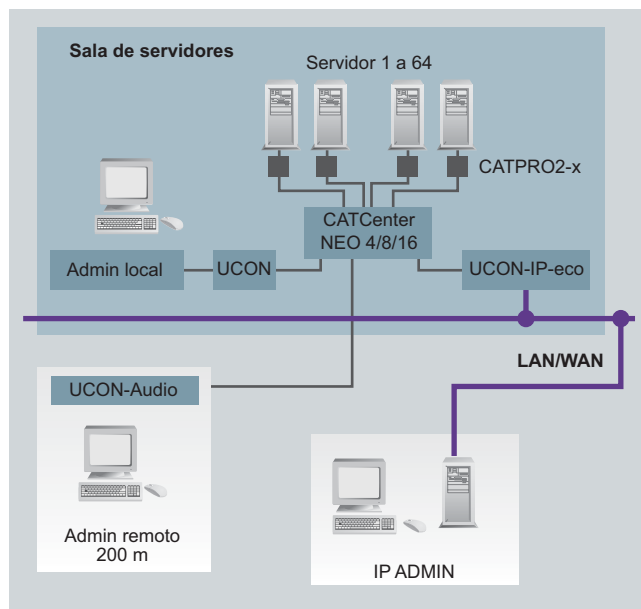 Sala de servidores
Servidor 1 a 64
CATPRO2-x
CATCenter
NEO 4/8/16
Admin local
UCON
UCON-IP-eco
LAN/WAN
UCON-Audio
Admin remoto
200 m
IP ADMIN